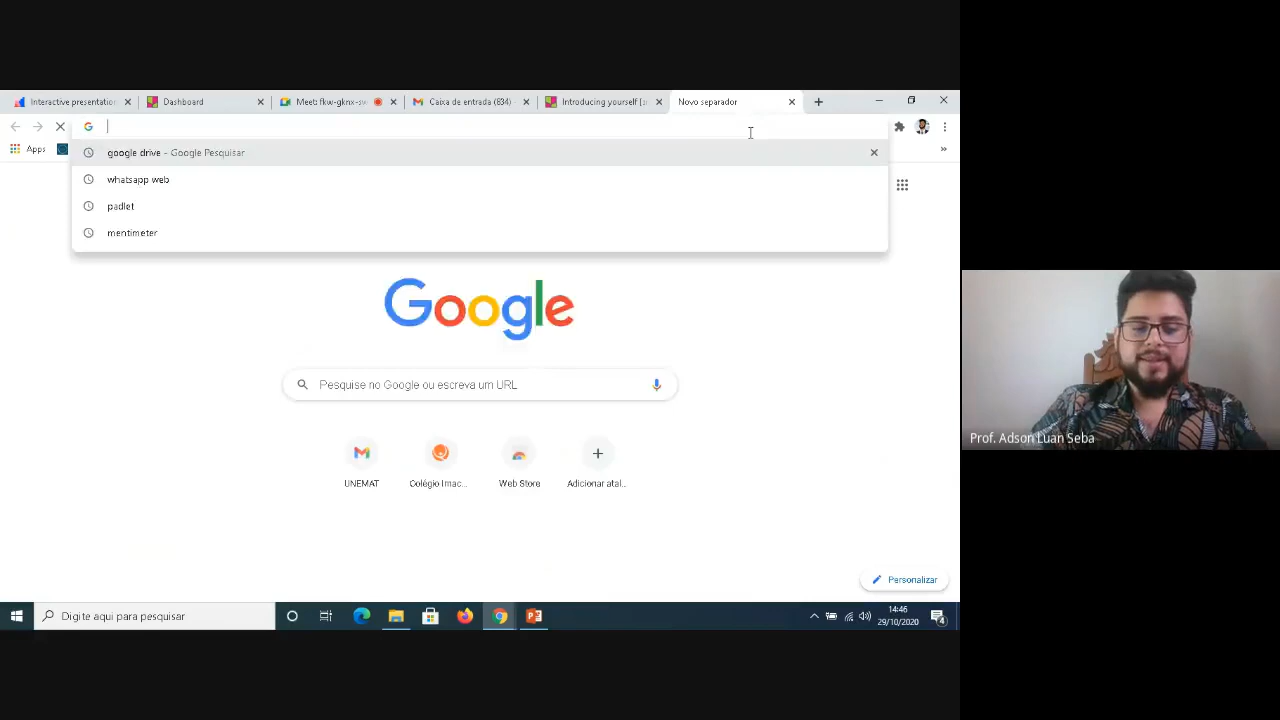 Interactive presentation
Dashboard
Meet: fkw-gknx-sw
Caixa de entrada (834) -
Introducing yourself [
Novo separador
G
Apps
google drive - Google Pesquisar
whatsapp web
padlet
mentimeter
Google
Pesquise no Google ou escreva um URL
UNEMAT
Colégio Imac...
Web Store
Adicionar atal...
Personalizar
Prof. Adson Luan Seba
Digite aqui para pesquisar
14:46
29/10/2020
4